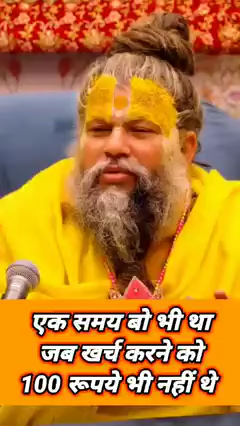 एक समय बो भी था
जब खर्च करने को
100 रूपये भी नहीं थे